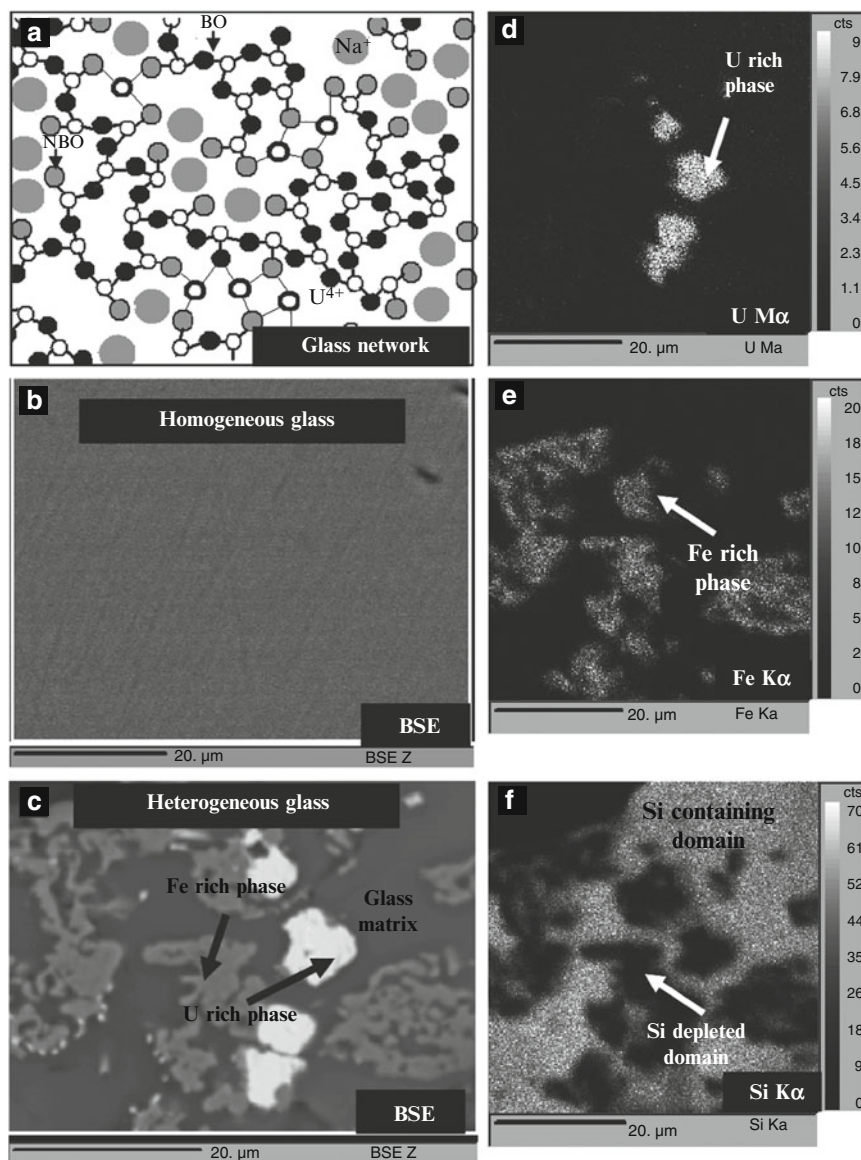 a
BO
Na+
NBO
U4+
Glass network
b
Homogeneous glass
BSE
20. µm
BSE Z
c
Heterogeneous glass
Fe rich phase
Glass
matrix
U rich phase
BSE
20. µm
BSE Z
d
U rich
phase
U Mα
20. µm
U Ma
cts
9
7.9
6.8
5.6
4.5
3.4
2.3
1.1
0
e
Fe rich
phase
Fe Kα
20. µm
Fe Ka
cts
20
18
15
12
10
8
5
2
0
f
Si containing
domain
Si depleted
domain
Si Kα
20. µm
Si Ka
cts
70
61
52
43
35
26
17
9
0